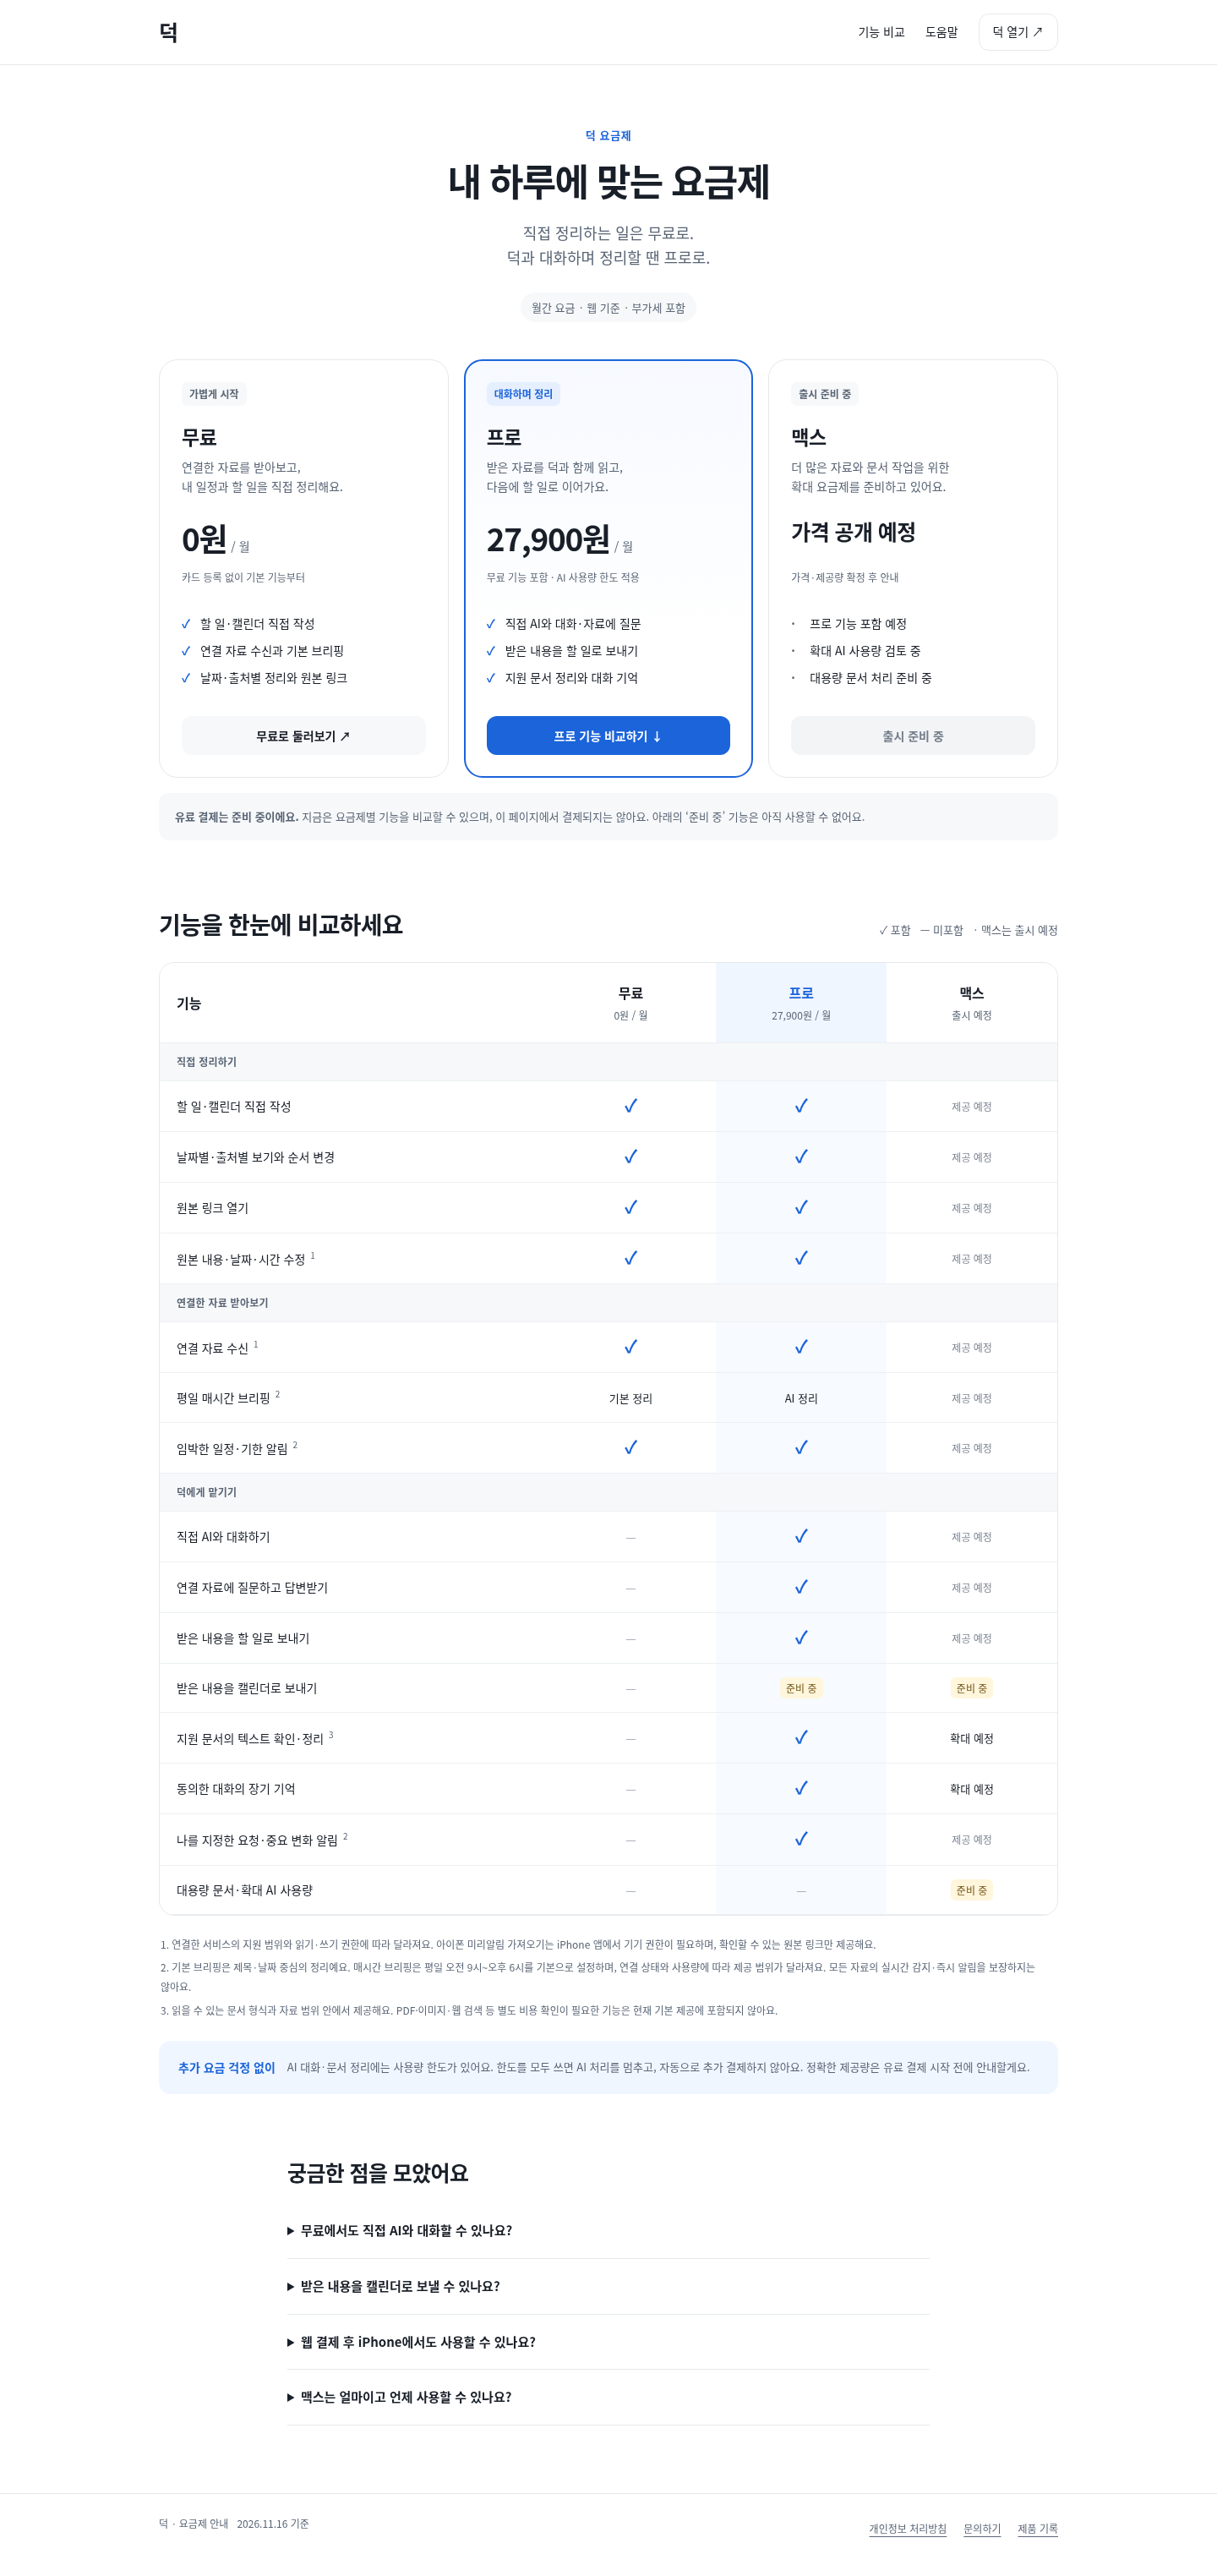 덕
기능 비교 도움말 덕 열기 ↗
덕 요금제
내 하루에 맞는 요금제
직접 정리하는 일은 무료로.
덕과 대화하며 정리할 땐 프로로.
월간 요금 · 웹 기준 · 부가세 포함
가볍게 시작
무료
연결한 자료를 받아보고,
내 일정과 할 일을 직접 정리해요.
0원 / 월
카드 등록 없이 기본 기능부터
✓ 할 일·캘린더 직접 작성
✓ 연결 자료 수신과 기본 브리핑
✓ 날짜·출처별 정리와 원본 링크
무료로 둘러보기 ↗
대화하며 정리
프로
받은 자료를 덕과 함께 읽고,
다음에 할 일로 이어가요.
27,900원 / 월
무료 기능 포함 · AI 사용량 한도 적용
✓ 직접 AI와 대화·자료에 질문
✓ 받은 내용을 할 일로 보내기
✓ 지원 문서 정리와 대화 기억
프로 기능 비교하기 ↓
출시 준비 중
맥스
더 많은 자료와 문서 작업을 위한
확대 요금제를 준비하고 있어요.
가격 공개 예정
가격·제공량 확정 후 안내
· 프로 기능 포함 예정
· 확대 AI 사용량 검토 중
· 대용량 문서 처리 준비 중
출시 준비 중
유료 결제는 준비 중이에요. 지금은 요금제별 기능을 비교할 수 있으며, 이 페이지에서 결제되지는 않아요. 아래의 ‘준비 중’ 기능은 아직 사용할 수 없어요.
기능을 한눈에 비교하세요
✓ 포함 — 미포함 · 맥스는 출시 예정
기능 무료 프로 맥스
0원 / 월 27,900원 / 월 출시 예정
직접 정리하기
할 일·캘린더 직접 작성 ✓ ✓ 제공 예정
날짜별·출처별 보기와 순서 변경 ✓ ✓ 제공 예정
원본 링크 열기 ✓ ✓ 제공 예정
원본 내용·날짜·시간 수정 1 ✓ ✓ 제공 예정
연결한 자료 받아보기
연결 자료 수신 1 ✓ ✓ 제공 예정
평일 매시간 브리핑 2 기본 정리 AI 정리 제공 예정
임박한 일정·기한 알림 2 ✓ ✓ 제공 예정
덕에게 맡기기
직접 AI와 대화하기 — ✓ 제공 예정
연결 자료에 질문하고 답변받기 — ✓ 제공 예정
받은 내용을 할 일로 보내기 — ✓ 제공 예정
받은 내용을 캘린더로 보내기 — 준비 중 준비 중
지원 문서의 텍스트 확인·정리 3 — ✓ 확대 예정
동의한 대화의 장기 기억 — ✓ 확대 예정
나를 지정한 요청·중요 변화 알림 2 — ✓ 제공 예정
대용량 문서·확대 AI 사용량 — — 준비 중
1. 연결한 서비스의 지원 범위와 읽기·쓰기 권한에 따라 달라져요. 아이폰 미리알림 가져오기는 iPhone 앱에서 기기 권한이 필요하며, 확인할 수 있는 원본 링크만 제공해요.
2. 기본 브리핑은 제목·날짜 중심의 정리예요. 매시간 브리핑은 평일 오전 9시~오후 6시를 기본으로 설정하며, 연결 상태와 사용량에 따라 제공 범위가 달라져요. 모든 자료의 실시간 감지·즉시 알림을 보장하지는
않아요.
3. 읽을 수 있는 문서 형식과 자료 범위 안에서 제공해요. PDF·이미지·웹 검색 등 별도 비용 확인이 필요한 기능은 현재 기본 제공에 포함되지 않아요.
추가 요금 걱정 없이 AI 대화·문서 정리에는 사용량 한도가 있어요. 한도를 모두 쓰면 AI 처리를 멈추고, 자동으로 추가 결제하지 않아요. 정확한 제공량은 유료 결제 시작 전에 안내할게요.
궁금한 점을 모았어요
▶ 무료에서도 직접 AI와 대화할 수 있나요?
▶ 받은 내용을 캘린더로 보낼 수 있나요?
▶ 웹 결제 후 iPhone에서도 사용할 수 있나요?
▶ 맥스는 얼마이고 언제 사용할 수 있나요?
덕 · 요금제 안내 2026.11.16 기준
개인정보 처리방침 문의하기 제품 기록